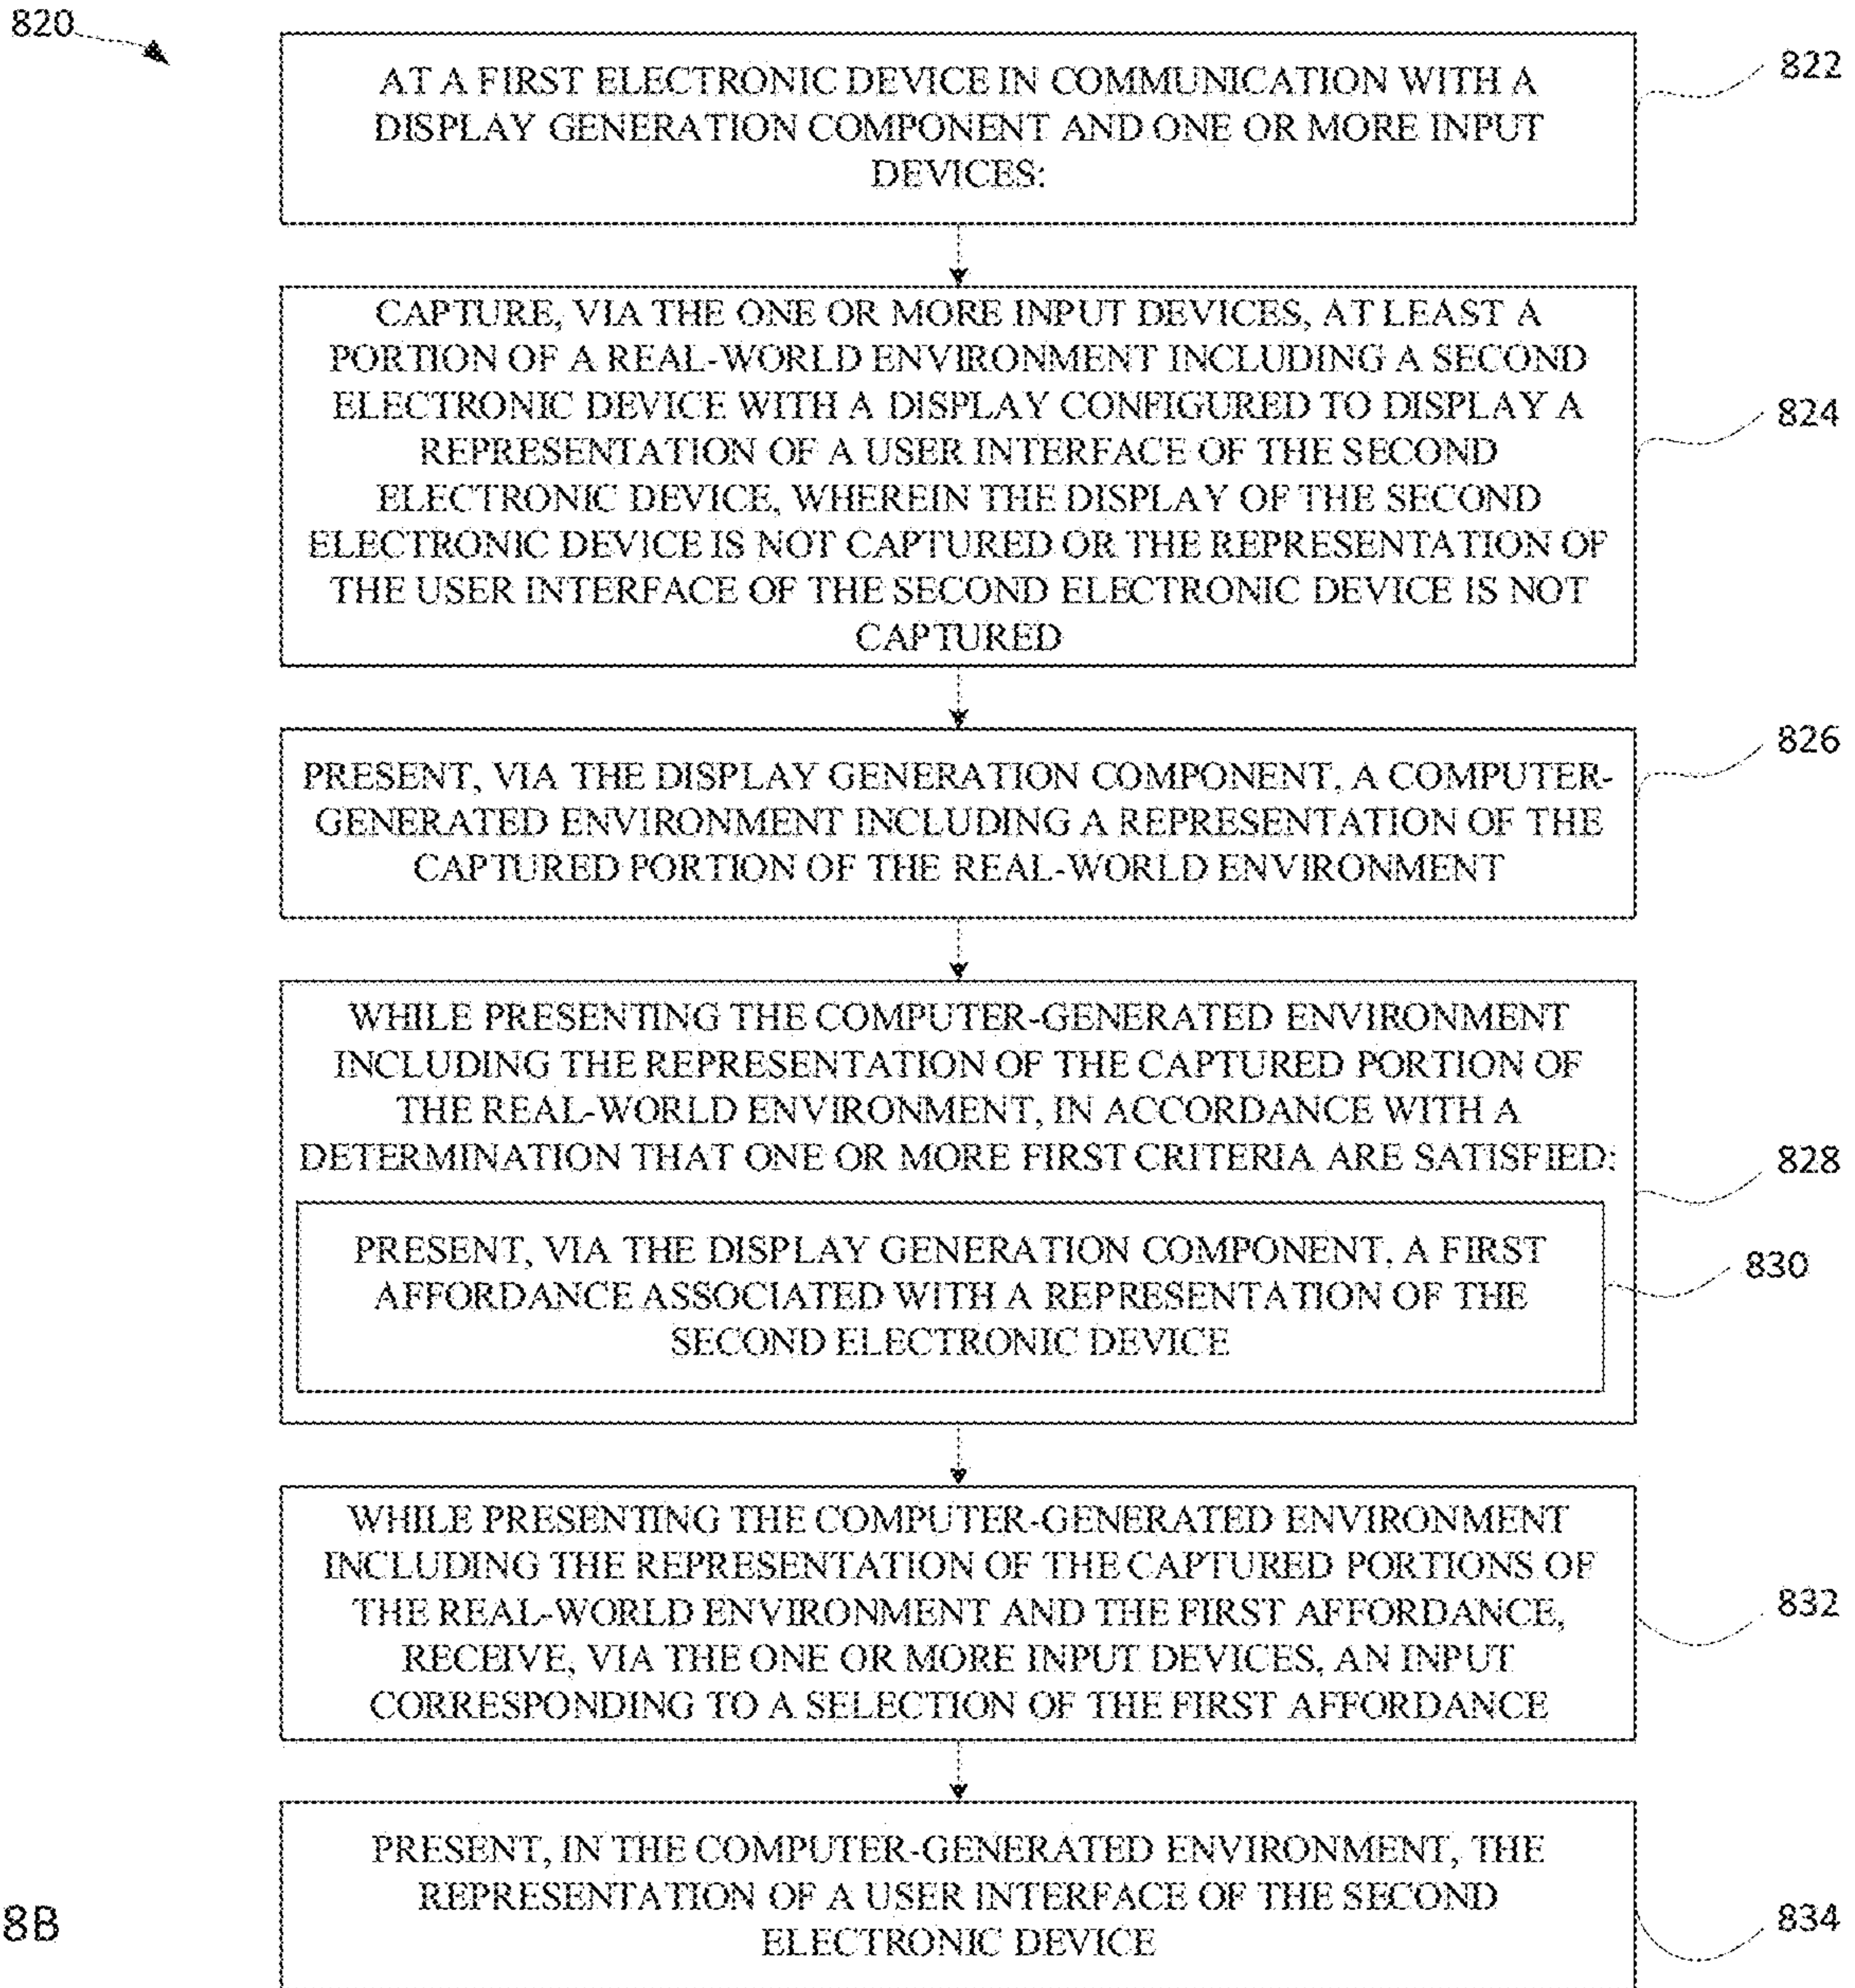 820
AT A FIRST ELECTRONIC DEVICE IN COMMUNICATION WITH A
DISPLAY GENERATION COMPONENT AND ONE OR MORE INPUT
DEVICES:
822
CAPTURE, VIA THE ONE OR MORE INPUT DEVICES, AT LEAST A
PORTION OF A REAL-WORLD ENVIRONMENT INCLUDING A SECOND
ELECTRONIC DEVICE WITH A DISPLAY CONFIGURED TO DISPLAY A
REPRESENTATION OF A USER INTERFACE OF THE SECOND
ELECTRONIC DEVICE, WHEREIN THE DISPLAY OF THE SECOND
ELECTRONIC DEVICE IS NOT CAPTURED OR THE REPRESENTATION OF
THE USER INTERFACE OF THE SECOND ELECTRONIC DEVICE IS NOT
CAPTURED
824
PRESENT, VIA THE DISPLAY GENERATION COMPONENT, A COMPUTER-
GENERATED ENVIRONMENT INCLUDING A REPRESENTATION OF THE
CAPTURED PORTION OF THE REAL-WORLD ENVIRONMENT
826
WHILE PRESENTING THE COMPUTER-GENERATED ENVIRONMENT
INCLUDING THE REPRESENTATION OF THE CAPTURED PORTION OF
THE REAL-WORLD ENVIRONMENT, IN ACCORDANCE WITH A
DETERMINATION THAT ONE OR MORE FIRST CRITERIA ARE SATISFIED:
828
PRESENT, VIA THE DISPLAY GENERATION COMPONENT, A FIRST
AFFORDANCE ASSOCIATED WITH A REPRESENTATION OF THE
SECOND ELECTRONIC DEVICE
830
WHILE PRESENTING THE COMPUTER-GENERATED ENVIRONMENT
INCLUDING THE REPRESENTATION OF THE CAPTURED PORTIONS OF
THE REAL-WORLD ENVIRONMENT AND THE FIRST AFFORDANCE,
RECEIVE, VIA THE ONE OR MORE INPUT DEVICES, AN INPUT
CORRESPONDING TO A SELECTION OF THE FIRST AFFORDANCE
832
PRESENT, IN THE COMPUTER-GENERATED ENVIRONMENT, THE
REPRESENTATION OF A USER INTERFACE OF THE SECOND
ELECTRONIC DEVICE
834
8B